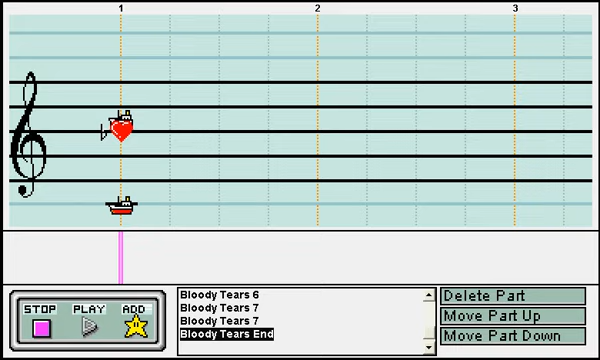 1 2 3
STOP PLAY ADD
Bloody Tears 6
Bloody Tears 7
Bloody Tears 7
Bloody Tears End
Delete Part
Move Part Up
Move Part Down